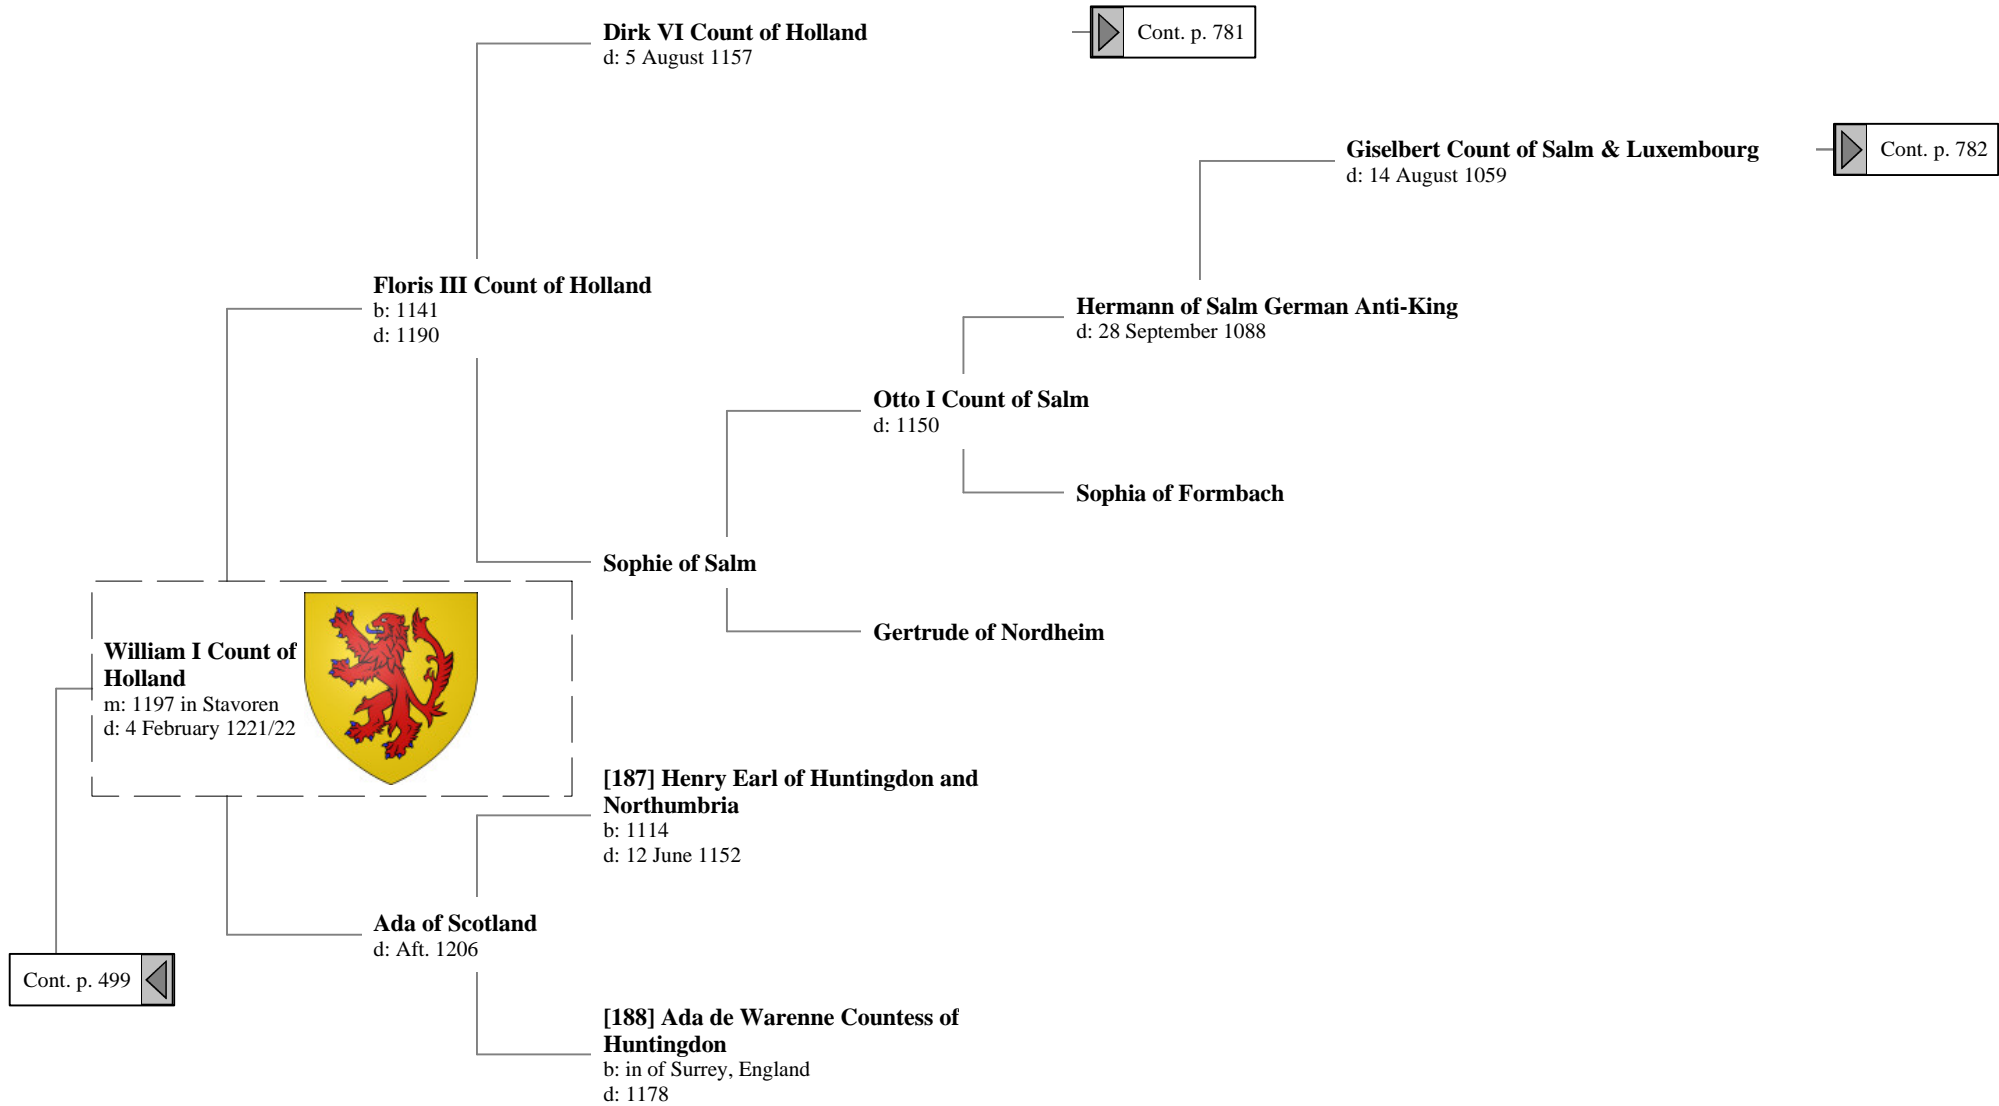 Dirk VI Count of Holland
d: 5 August 1157
Cont. p. 781
Giselbert Count of Salm & Luxembourg
d: 14 August 1059
Cont. p. 782
Floris III Count of Holland
b: 1141
d: 1190
Hermann of Salm German Anti-King
d: 28 September 1088
Otto I Count of Salm
d: 1150
Sophia of Formbach
Sophie of Salm
Gertrude of Nordheim
William I Count of
Holland
m: 1197 in Stavoren
d: 4 February 1221/22
[187] Henry Earl of Huntingdon and
Northumbria
b: 1114
d: 12 June 1152
Ada of Scotland
d: Aft. 1206
Cont. p. 499
[188] Ada de Warenne Countess of
Huntingdon
b: in of Surrey, England
d: 1178